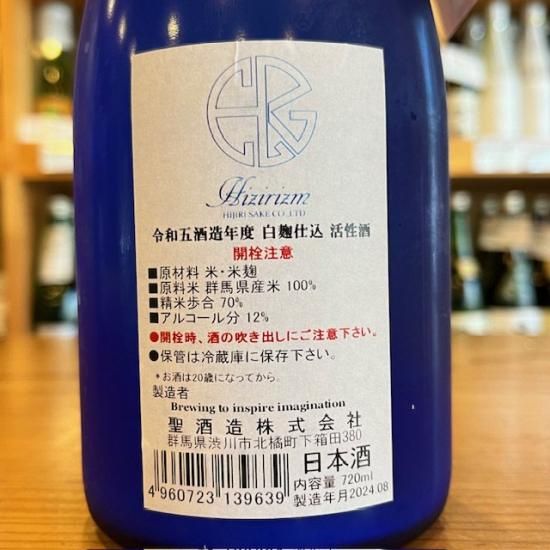 Hizirizm
HIJIRI SAKE CO.,LTD
令和五酒造年度 白麹仕込 活性酒
開栓注意
■原材料 米・米麹
■原料米 群馬県産米 100%
■精米歩合 70%
■アルコール分 12%
●開栓時、酒の吹き出しにご注意下さい。
●保管は冷蔵庫に保存下さい。
*お酒は20歳になってから。
製造者
Brewing to inspire imagination
聖酒造株式会社
群馬県渋川市北橘町下箱田380
日本酒
内容量 720ml
製造年月 2024 08
4960723 139639